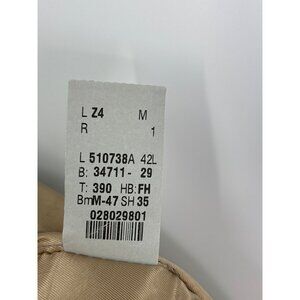 L Z4 M
R 1
L 510738A 42L
B: 34711- 29
T: 390 HB: FH
BmM-47 SH 35
028029801